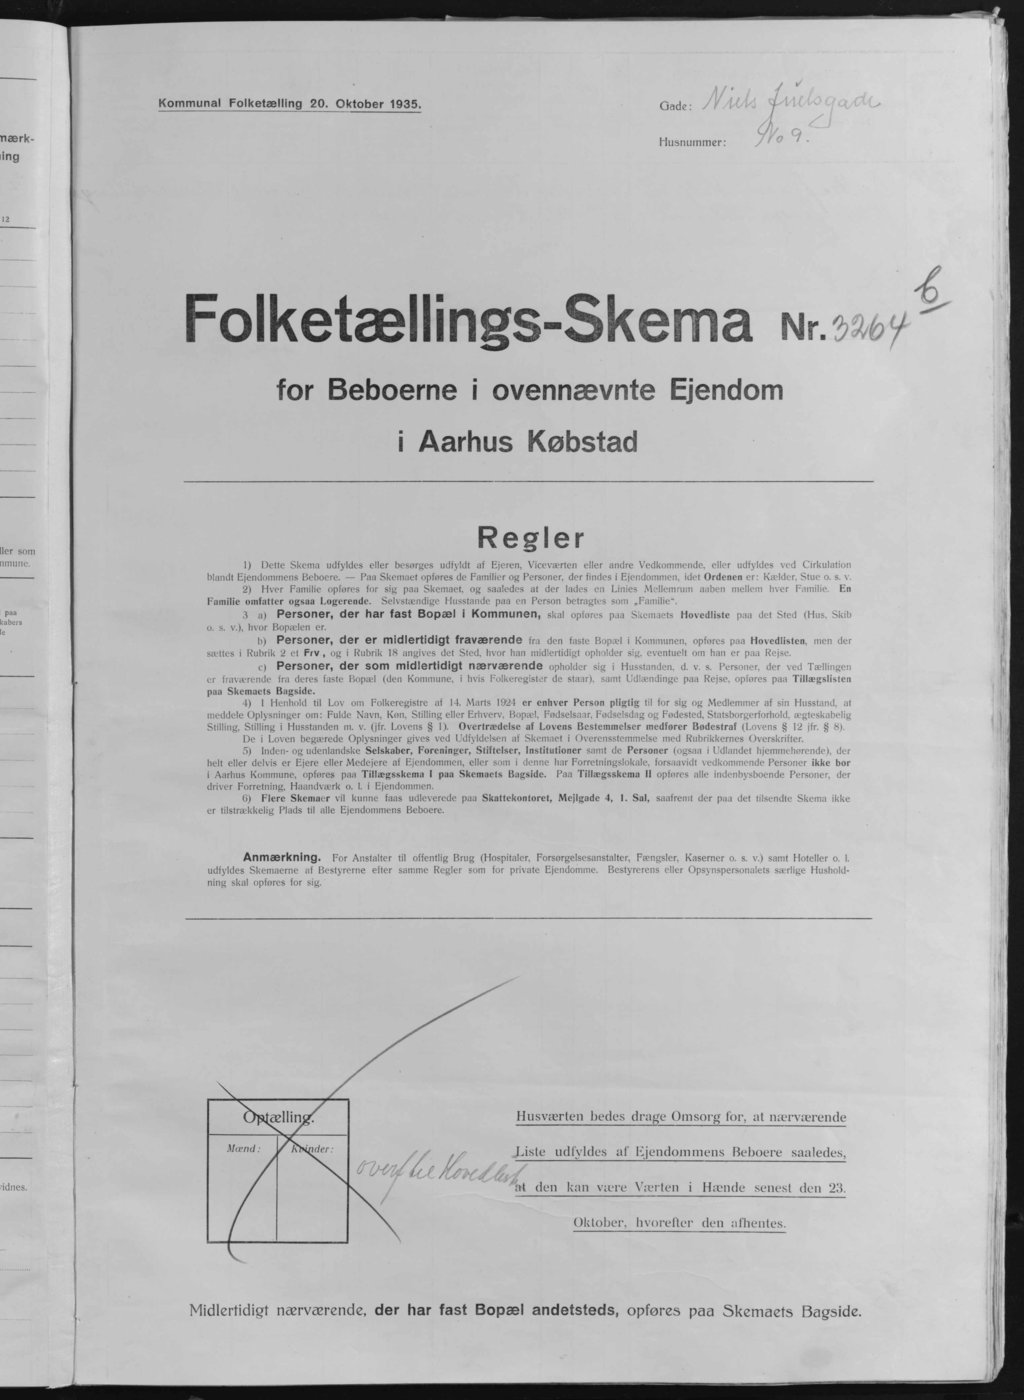 mærk-
ing
12
ller som
nmune.
paa
kabers
le
vidnes.
Kommunal Folketælling 20. Oktober 1935.
Gade: Niels Juelsgade
Husnummer: No 9.
6
Folketællings-Skema Nr. 3264
for Beboerne i ovennævnte Ejendom
i Aarhus Købstad
Regler
1) Dette Skema udfyldes eller besørges udfyldt af Ejeren, Viceværten eller andre Vedkommende, eller udfyldes ved Cirkulation
blandt Ejendommens Beboere. — Paa Skemaet opføres de Familier og Personer, der findes i Ejendommen, idet Ordenen er: Kælder, Stue o. s. v.
2) Hver Familie opføres for sig paa Skemaet, og saaledes at der lades en Linies Mellemrum aaben mellem hver Familie. En
Familie omfatter ogsaa Logerende. Selvstændige Husstande paa en Person betragtes som „Familie".
3 a) Personer, der har fast Bopæl i Kommunen, skal opføres paa Skemaets Hovedliste paa det Sted (Hus, Skib
o. s. v.), hvor Bopælen er.
b) Personer, der er midlertidigt fraværende fra den faste Bopæl i Kommunen, opføres paa Hovedlisten, men der
sættes i Rubrik 2 et Frv, og i Rubrik 18 angives det Sted, hvor han midlertidigt opholder sig, eventuelt om han er paa Rejse.
c) Personer, der som midlertidigt nærværende opholder sig i Husstanden, d. v. s. Personer, der ved Tællingen
er fraværende fra deres faste Bopæl (den Kommune, i hvis Folkeregister de staar), samt Udlændinge paa Rejse, opføres paa Tillægslisten
paa Skemaets Bagside.
4) I Henhold til Lov om Folkeregistre af 14. Marts 1924 er enhver Person pligtig til for sig og Medlemmer af sin Husstand, at
meddele Oplysninger om: Fulde Navn, Køn, Stilling eller Erhverv, Bopæl, Fødselsaar, Fødselsdag og Fødested, Statsborgerforhold, ægteskabelig
Stilling, Stilling i Husstanden m. v. (jfr. Lovens § 1). Overtrædelse af Lovens Bestemmelser medfører Bødestraf (Lovens § 12 jfr. § 8).
De i Loven begærede Oplysninger gives ved Udfyldelsen af Skemaet i Overensstemmelse med Rubrikkernes Overskrifter.
5) Inden- og udenlandske Selskaber, Foreninger, Stiftelser, Institutioner samt de Personer (ogsaa i Udlandet hjemmehørende), der
helt eller delvis er Ejere eller Medejere af Ejendommen, eller som i denne har Forretningslokale, forsaavidt vedkommende Personer ikke bor
i Aarhus Kommune, opføres paa Tillægsskema I paa Skemaets Bagside. Paa Tillægsskema II opføres alle indenbysboende Personer, der
driver Forretning, Haandværk o. l. i Ejendommen.
6) Flere Skemaer vil kunne faas udleverede paa Skattekontoret, Mejlgade 4, 1. Sal, saafremt der paa det tilsendte Skema ikke
er tilstrækkelig Plads til alle Ejendommens Beboere.
Anmærkning. For Anstalter til offentlig Brug (Hospitaler, Forsørgelsesanstalter, Fængsler, Kaserner o. s. v.) samt Hoteller o. l.
udfyldes Skemaerne af Bestyrerne efter samme Regler som for private Ejendomme. Bestyrerens eller Opsynspersonalets særlige Hushold-
ning skal opføres for sig.
Optælling.
Mænd: Kvinder:
overf til Hovedliste
Husværten bedes drage Omsorg for, at nærværende
Liste udfyldes af Ejendommens Beboere saaledes,
at den kan være Værten i Hænde senest den 23.
Oktober, hvorefter den afhentes.
Midlertidigt nærværende, der har fast Bopæl andetsteds, opføres paa Skemaets Bagside.